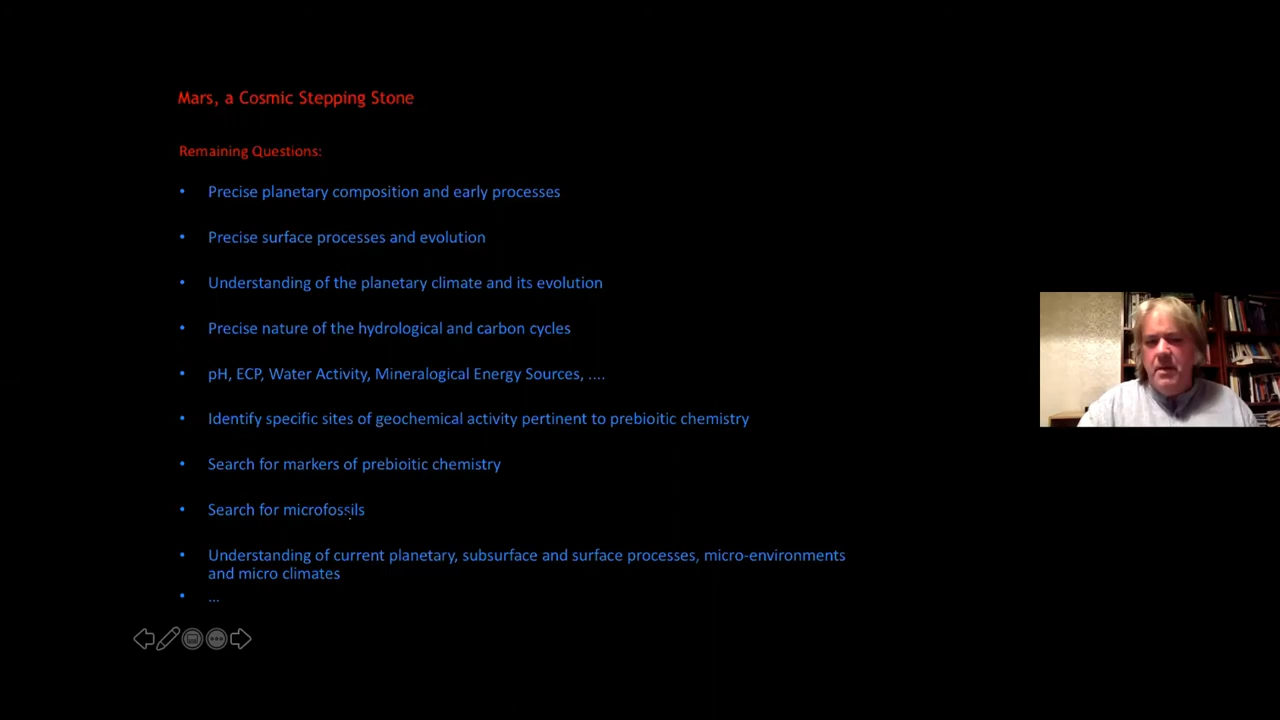 Mars, a Cosmic Stepping Stone
Remaining Questions:
• Precise planetary composition and early processes
• Precise surface processes and evolution
• Understanding of the planetary climate and its evolution
• Precise nature of the hydrological and carbon cycles
• pH, ECP, Water Activity, Mineralogical Energy Sources, ....
• Identify specific sites of geochemical activity pertinent to prebioitic chemistry
• Search for markers of prebioitic chemistry
• Search for microfossils
• Understanding of current planetary, subsurface and surface processes, micro-environments
and micro climates
• ...